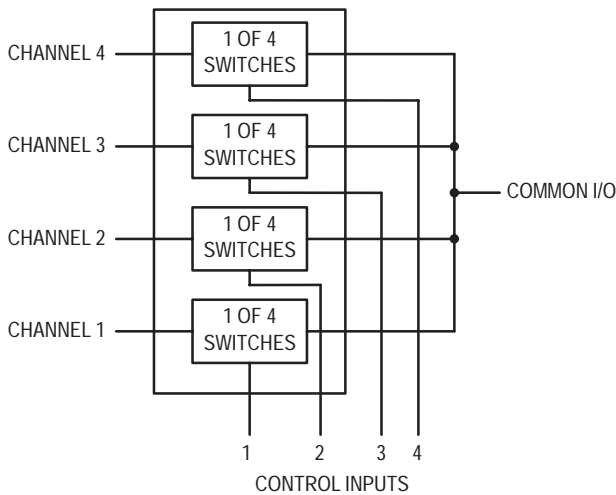 1 OF 4
SWITCHES
CHANNEL 4
1 OF 4
SWITCHES
CHANNEL 3
COMMON I/O
1 OF 4
SWITCHES
CHANNEL 2
1 OF 4
SWITCHES
CHANNEL 1
1 2 3 4
CONTROL INPUTS